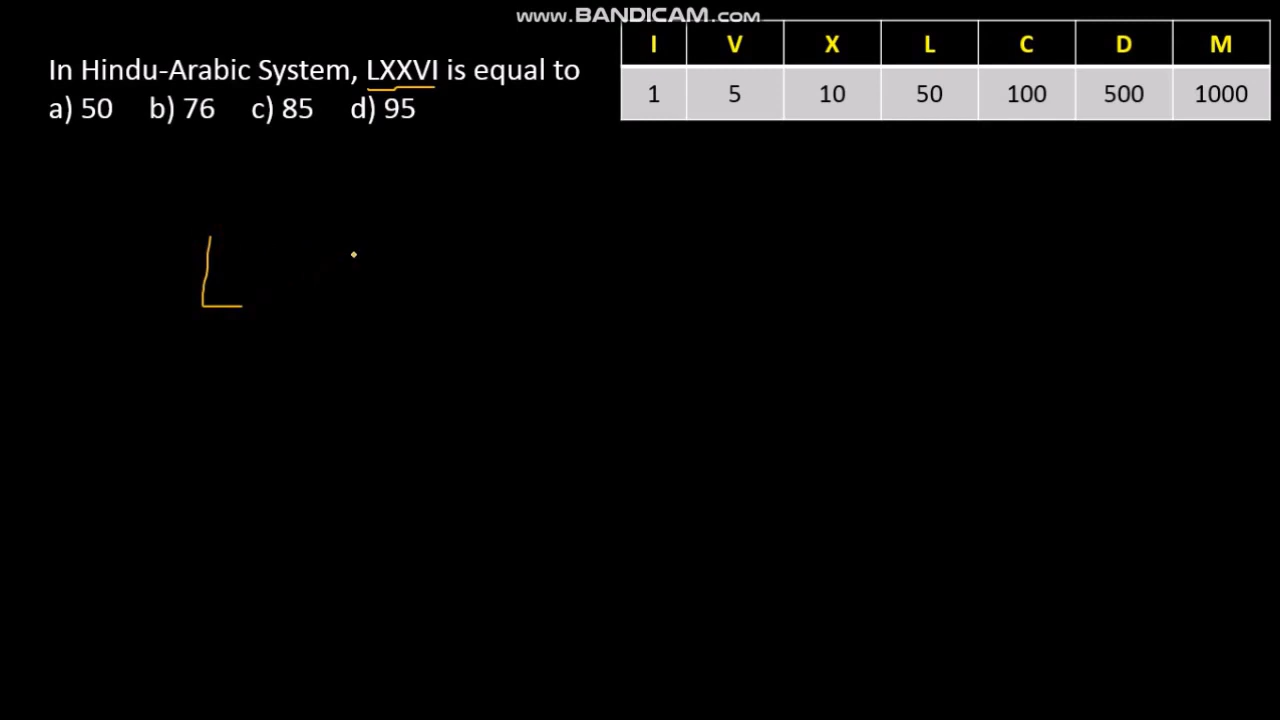 www.BANDICAM.com
In Hindu-Arabic System, LXXVI is equal to
a) 50 b) 76 c) 85 d) 95
I V X L C D M
1 5 10 50 100 500 1000
L